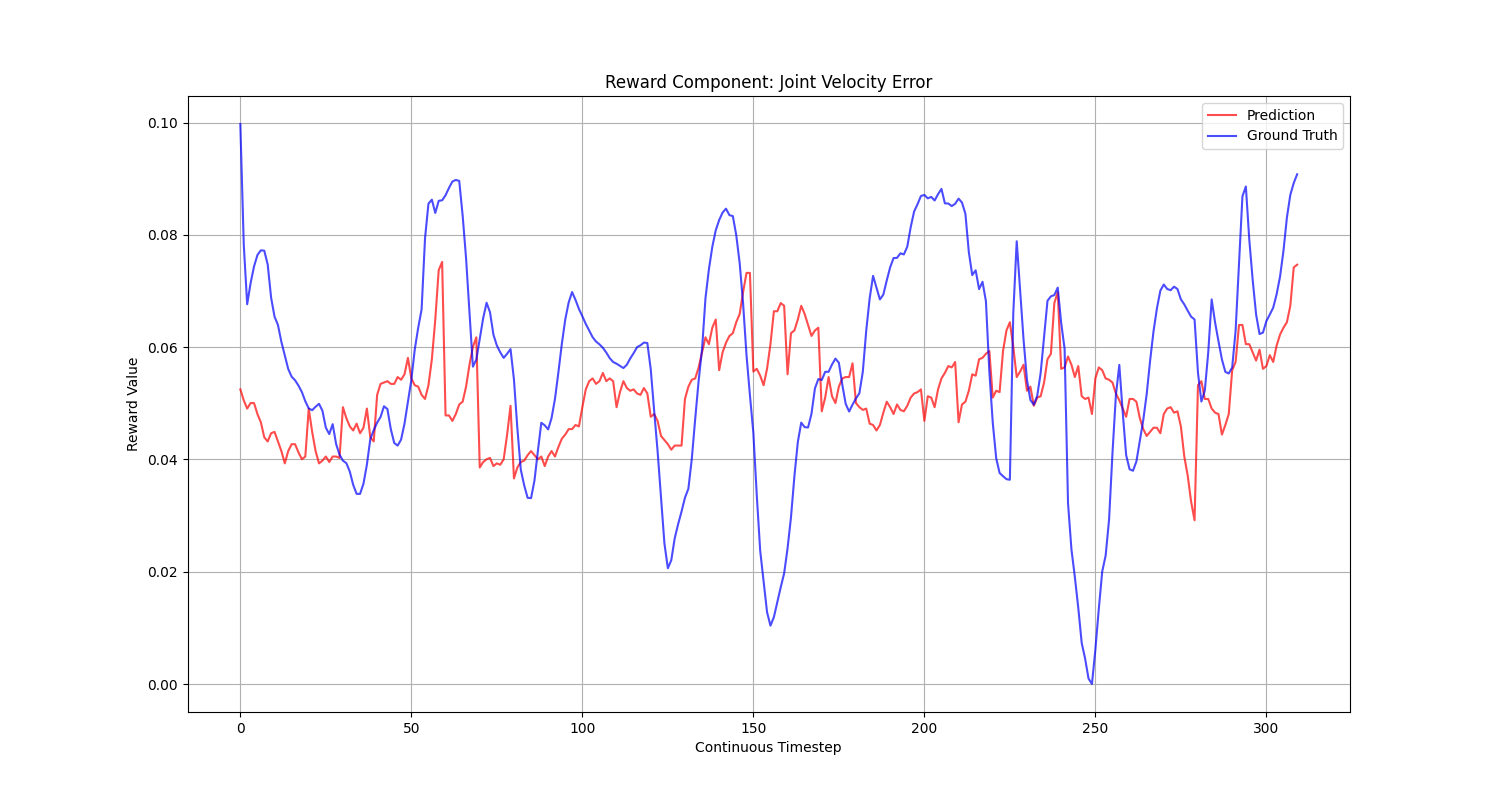 Reward Component: Joint Velocity Error
Prediction
Ground Truth
Reward Value
0.10
0.08
0.06
0.04
0.02
0.00
0 50 100 150 200 250 300
Continuous Timestep